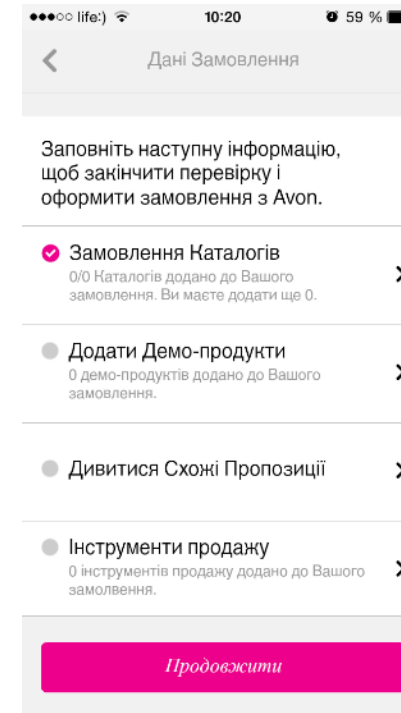 life:) 10:20 59 %
Дані Замовлення
Заповніть наступну інформацію,
щоб закінчити перевірку і
оформити замовлення з Avon.
Замовлення Каталогів
0/0 Каталогів додано до Вашого
замовлення. Ви маєте додати ще 0.
Додати Демо-продукти
0 демо-продуктів додано до Вашого
замовлення.
Дивитися Схожі Пропозиції
Інструменти продажу
0 інструментів продажу додано до Вашого
замолвення.
Продовжити